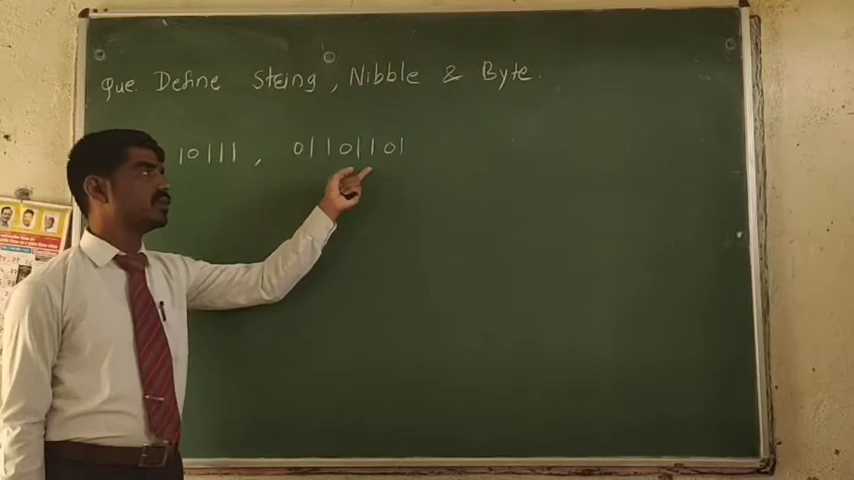 Que. Define String, Nibble & Byte.
10111, 01101101